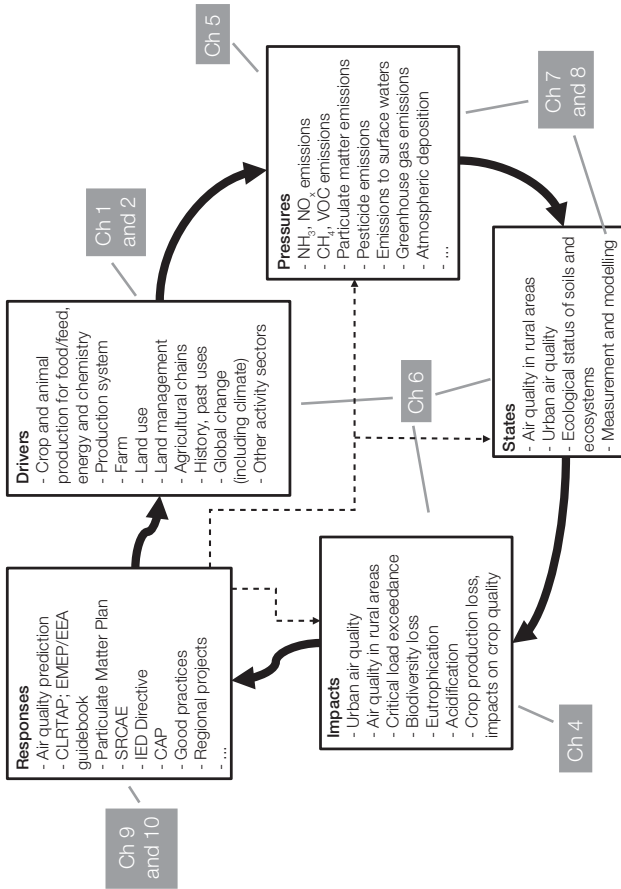 Ch 9
and 10
Responses
- Air quality prediction
- CLRTAP; EMEP/EEA
guidebook
- Particulate Matter Plan
- SRCAE
- IED Directive
- CAP
- Good practices
- Regional projects
- ...
Drivers
- Crop and animal
production for food/feed,
energy and chemistry
- Production system
- Farm
- Land use
- Land management
- Agricultural chains
- History, past uses
- Global change
(including climate)
- Other activity sectors
Ch 1
and 2
Ch 5
Pressures
- NH₃, NOₓ emissions
- CH₄, VOC emissions
- Particulate matter emissions
- Pesticide emissions
- Emissions to surface waters
- Greenhouse gas emissions
- Atmospheric deposition
- ...
Ch 6
Impacts
- Urban air quality
- Air quality in rural areas
- Critical load exceedance
- Biodiversity loss
- Eutrophication
- Acidification
- Crop production loss,
impacts on crop quality
Ch 4
States
- Air quality in rural areas
- Urban air quality
- Ecological status of soils and
ecosystems
- Measurement and modelling
Ch 7
and 8